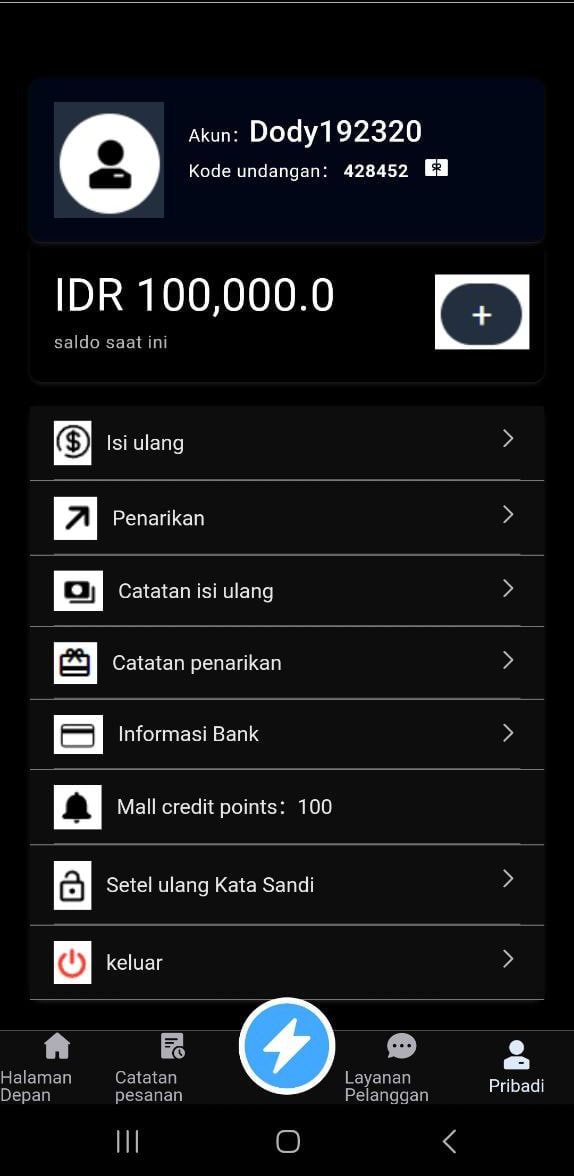 Akun: Dody192320
Kode undangan: 428452
IDR 100,000.0
saldo saat ini
Isi ulang
Penarikan
Catatan isi ulang
Catatan penarikan
Informasi Bank
Mall credit points: 100
Setel ulang Kata Sandi
keluar
Halaman
Depan
Catatan
pesanan
Layanan
Pelanggan
Pribadi